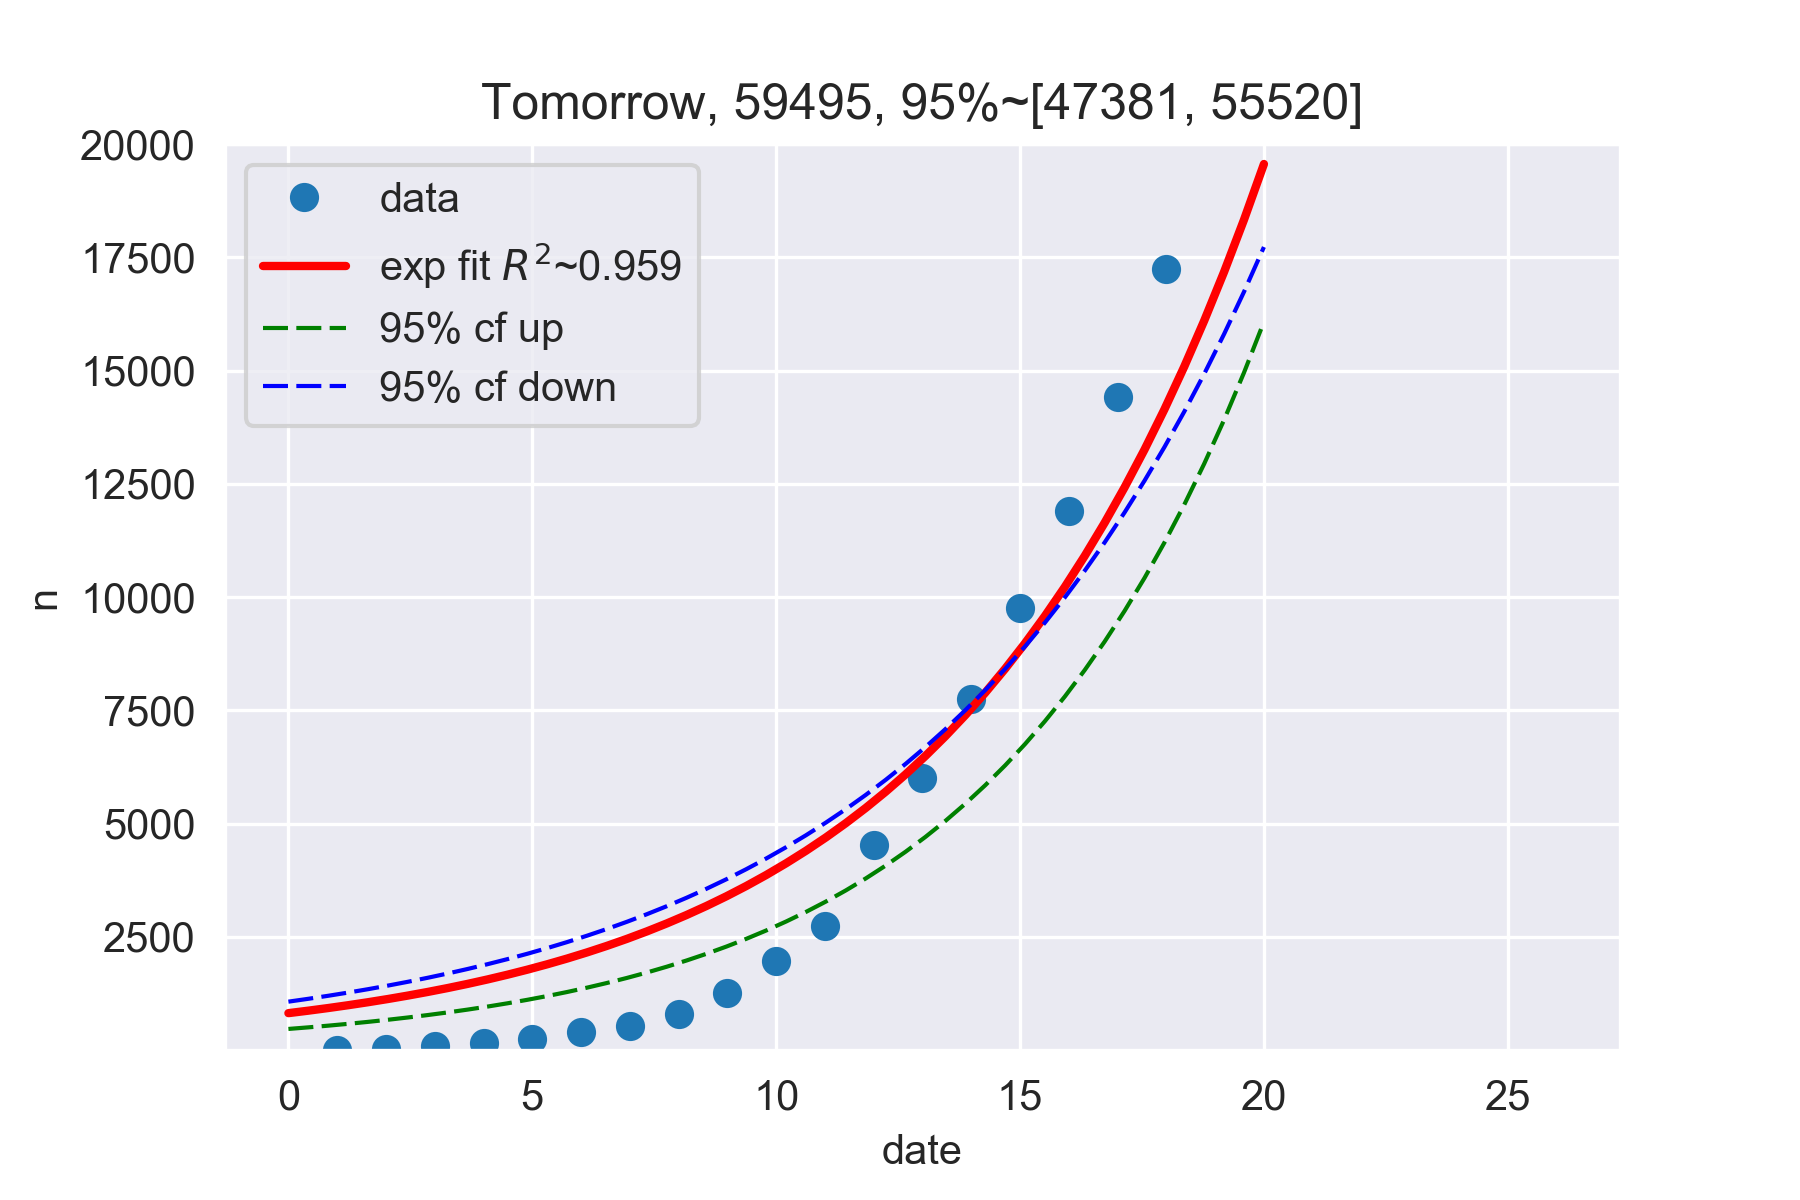 Tomorrow, 59495, 95%~[47381, 55520]
20000
17500
15000
12500
10000
7500
5000
2500
n
data
exp fit R²~0.959
95% cf up
95% cf down
0 5 10 15 20 25
date